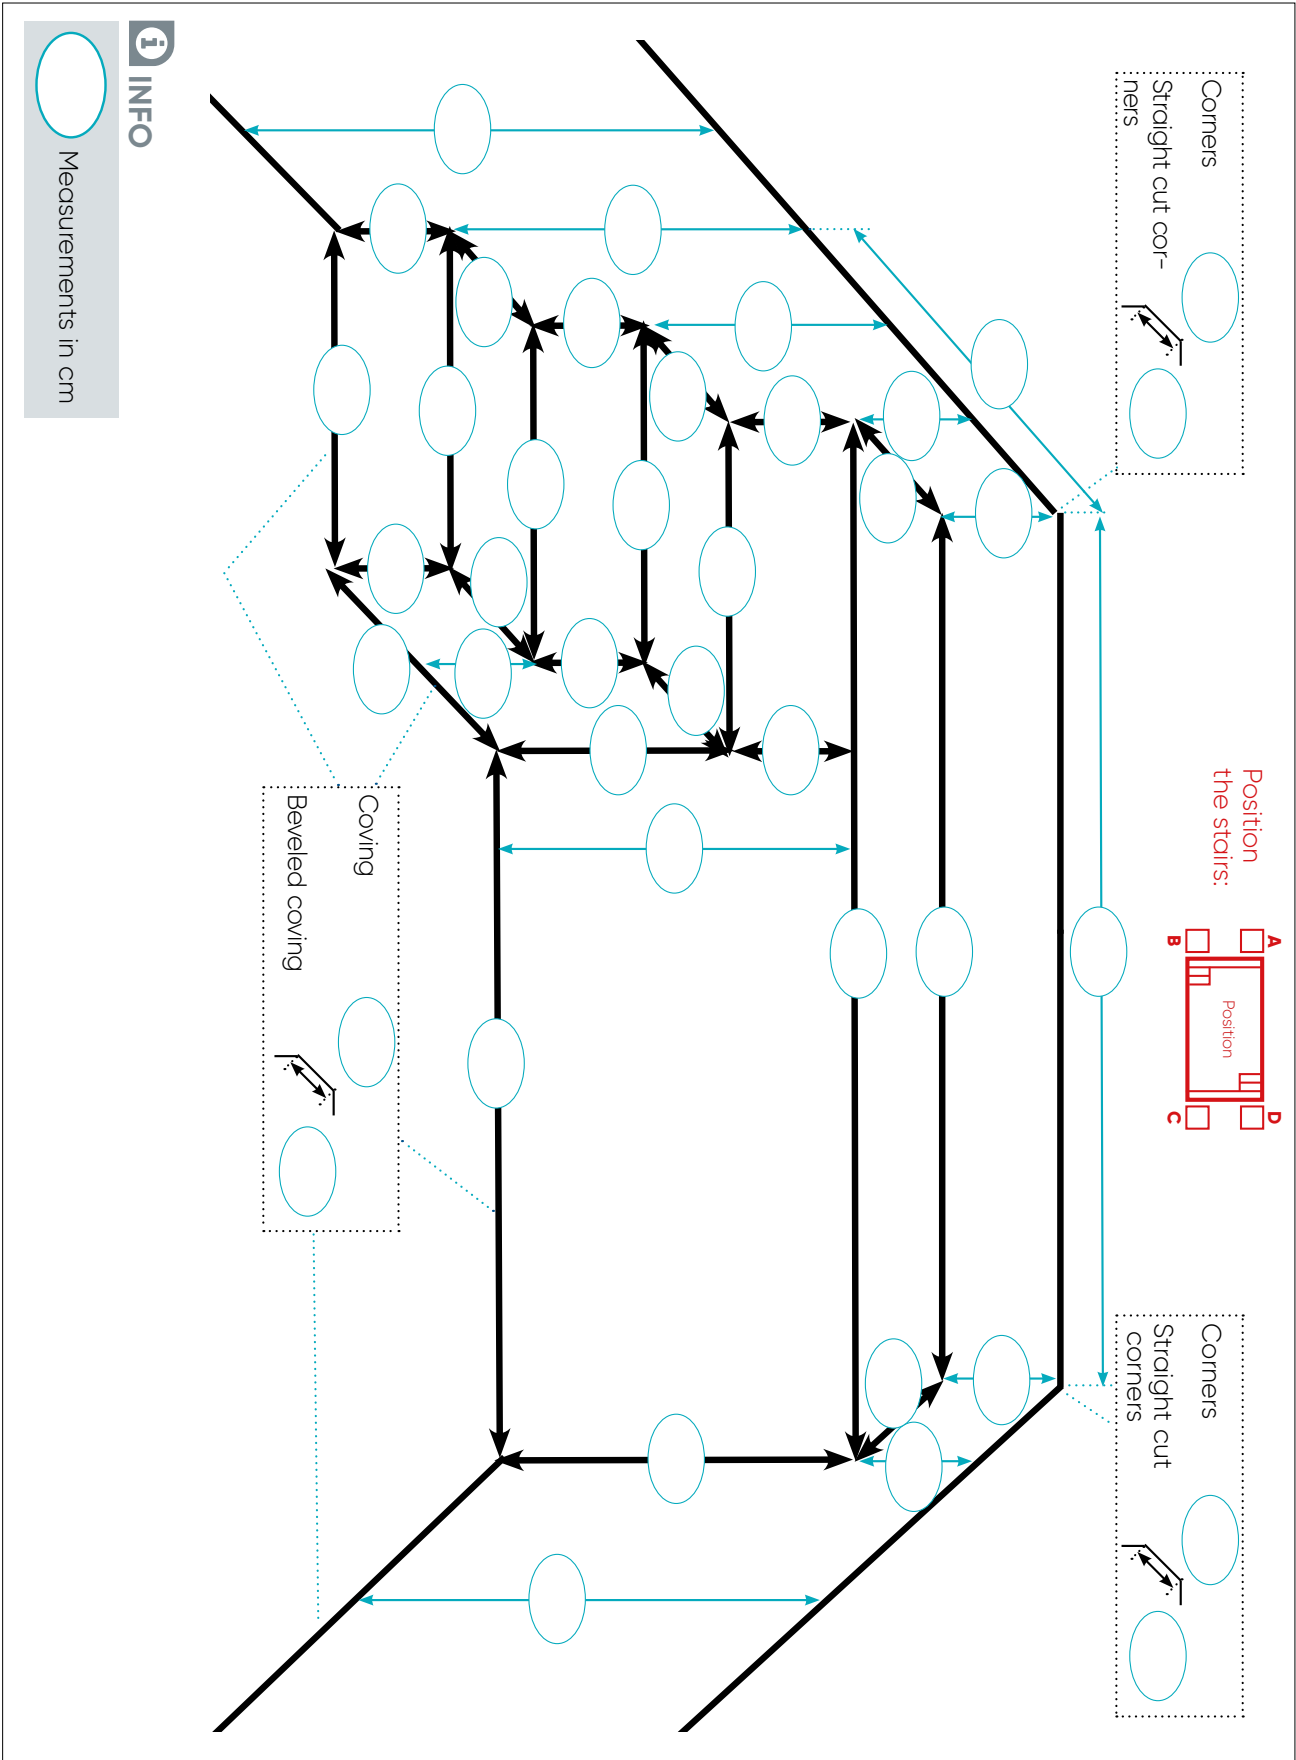 Corners
Straight cut cor-
ners
Position
the stairs:
A
B
Position
D
C
Corners
Straight cut
corners
Coving
Beveled coving
i INFO
Measurements in cm